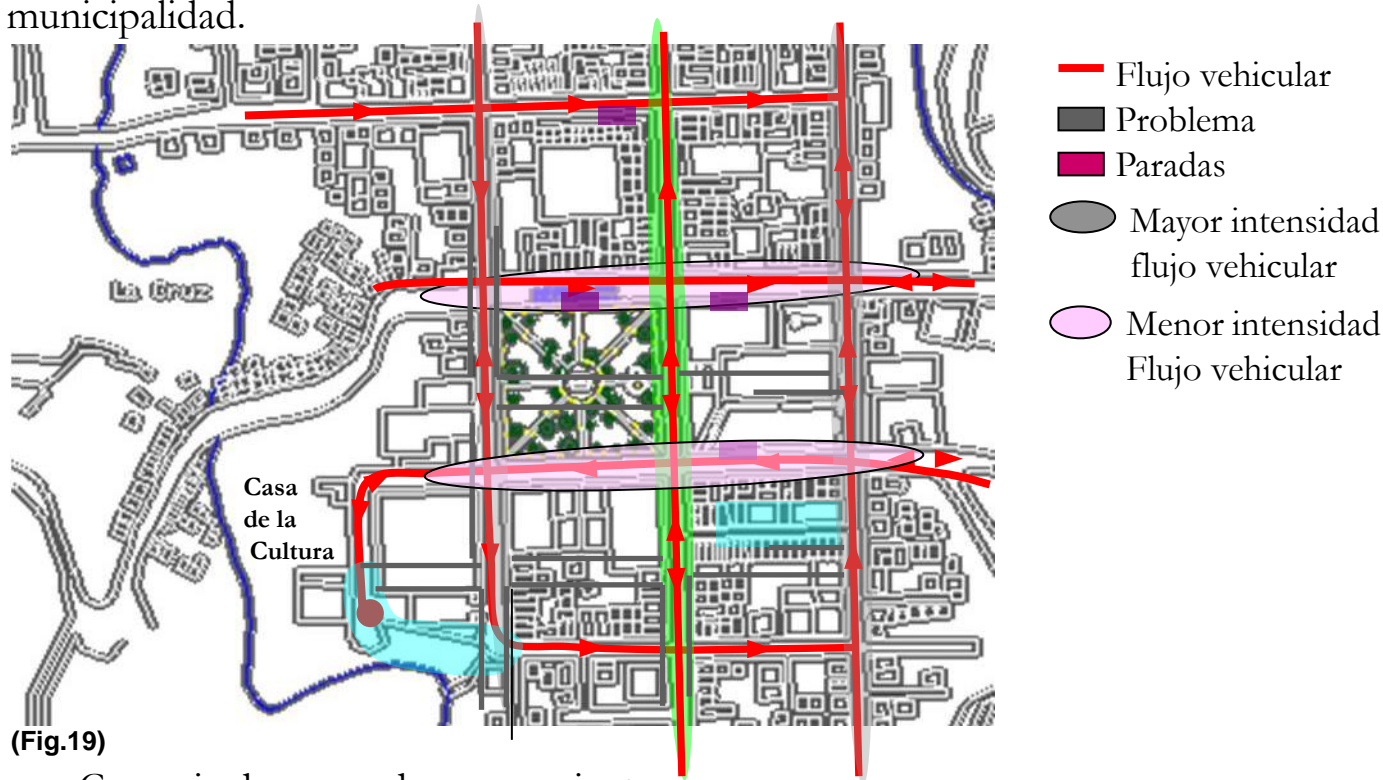 municipalidad.
Flujo vehicular
Problema
Paradas
Mayor intensidad
flujo vehicular
Menor intensidad
Flujo vehicular
La Cruz
Casa
de la
Cultura
(Fig.19)